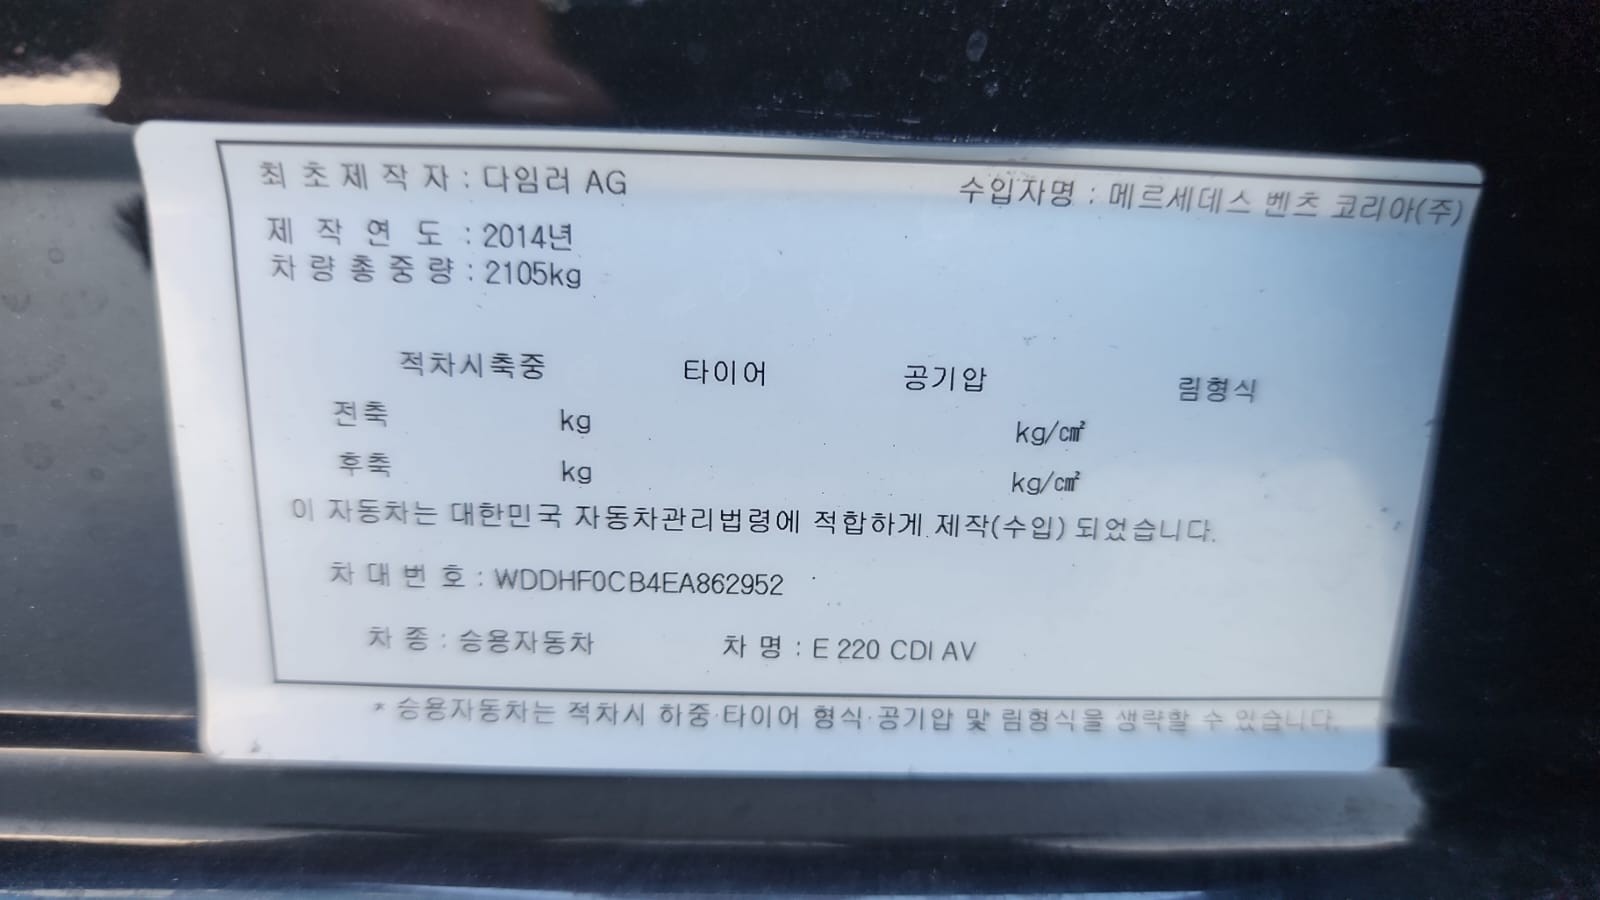 최초제작자 : 다임러 AG 수입자명 : 메르세데스 벤츠 코리아(주)
제작연도 : 2014년
차량총중량 : 2105kg
적차시축중 타이어 공기압 림형식
전축 kg kg/㎠
후축 kg kg/㎠
이 자동차는 대한민국 자동차관리법령에 적합하게 제작(수입) 되었습니다.
차대번호 : WDDHF0CB4EA862952
차종 : 승용자동차 차명 : E 220 CDI AV
* 승용자동차는 적차시 하중·타이어 형식·공기압 및 림형식을 생략할 수 있습니다.